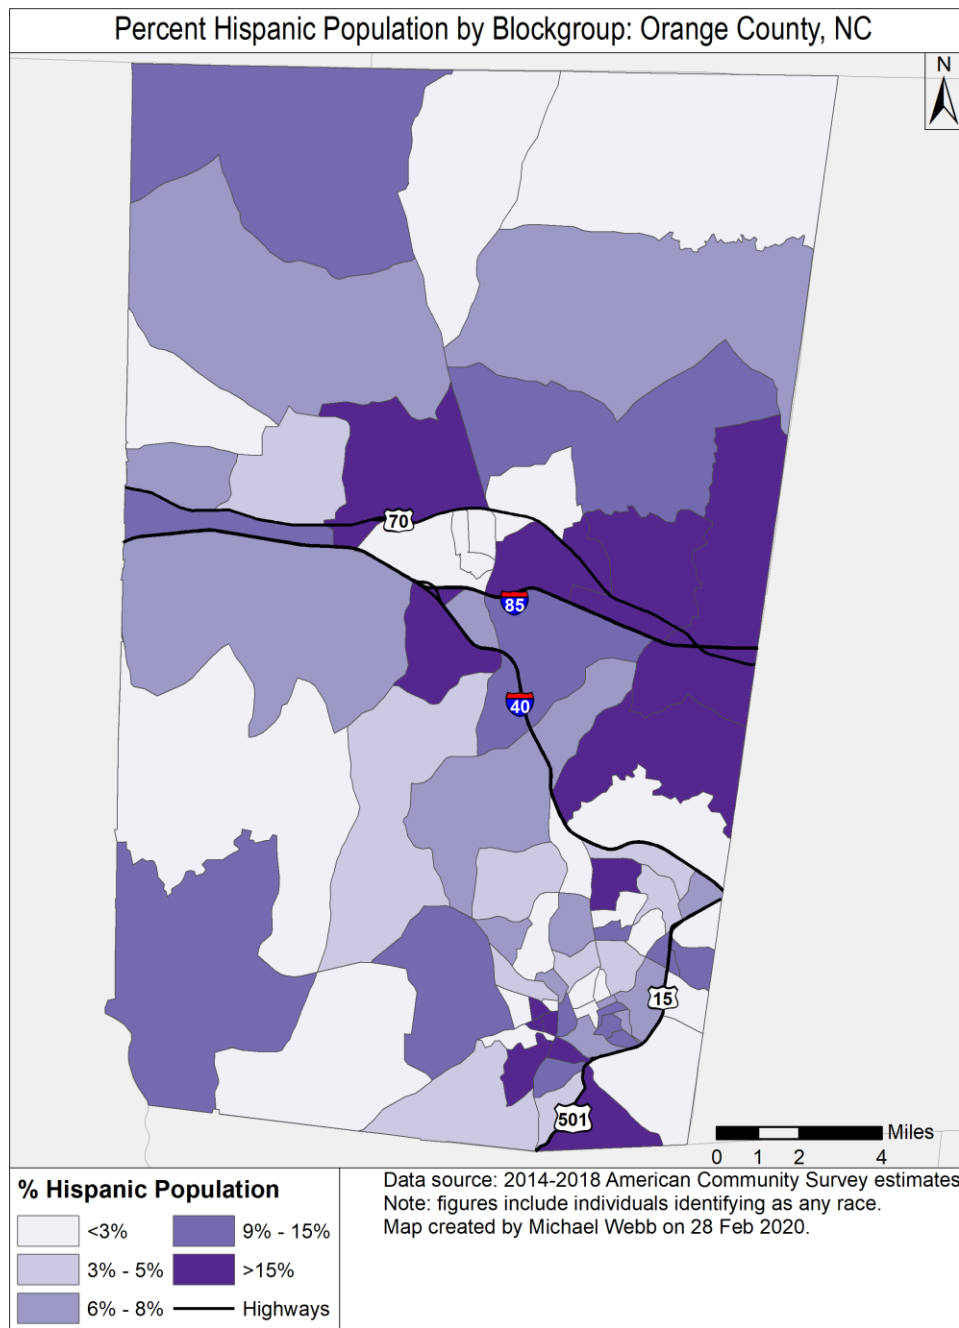 Percent Hispanic Population by Blockgroup: Orange County, NC
N
70
85
40
15
501
Miles
0 1 2 4
% Hispanic Population
<3%
3% - 5%
6% - 8%
9% - 15%
>15%
Highways
Data source: 2014-2018 American Community Survey estimates
Note: figures include individuals identifying as any race.
Map created by Michael Webb on 28 Feb 2020.